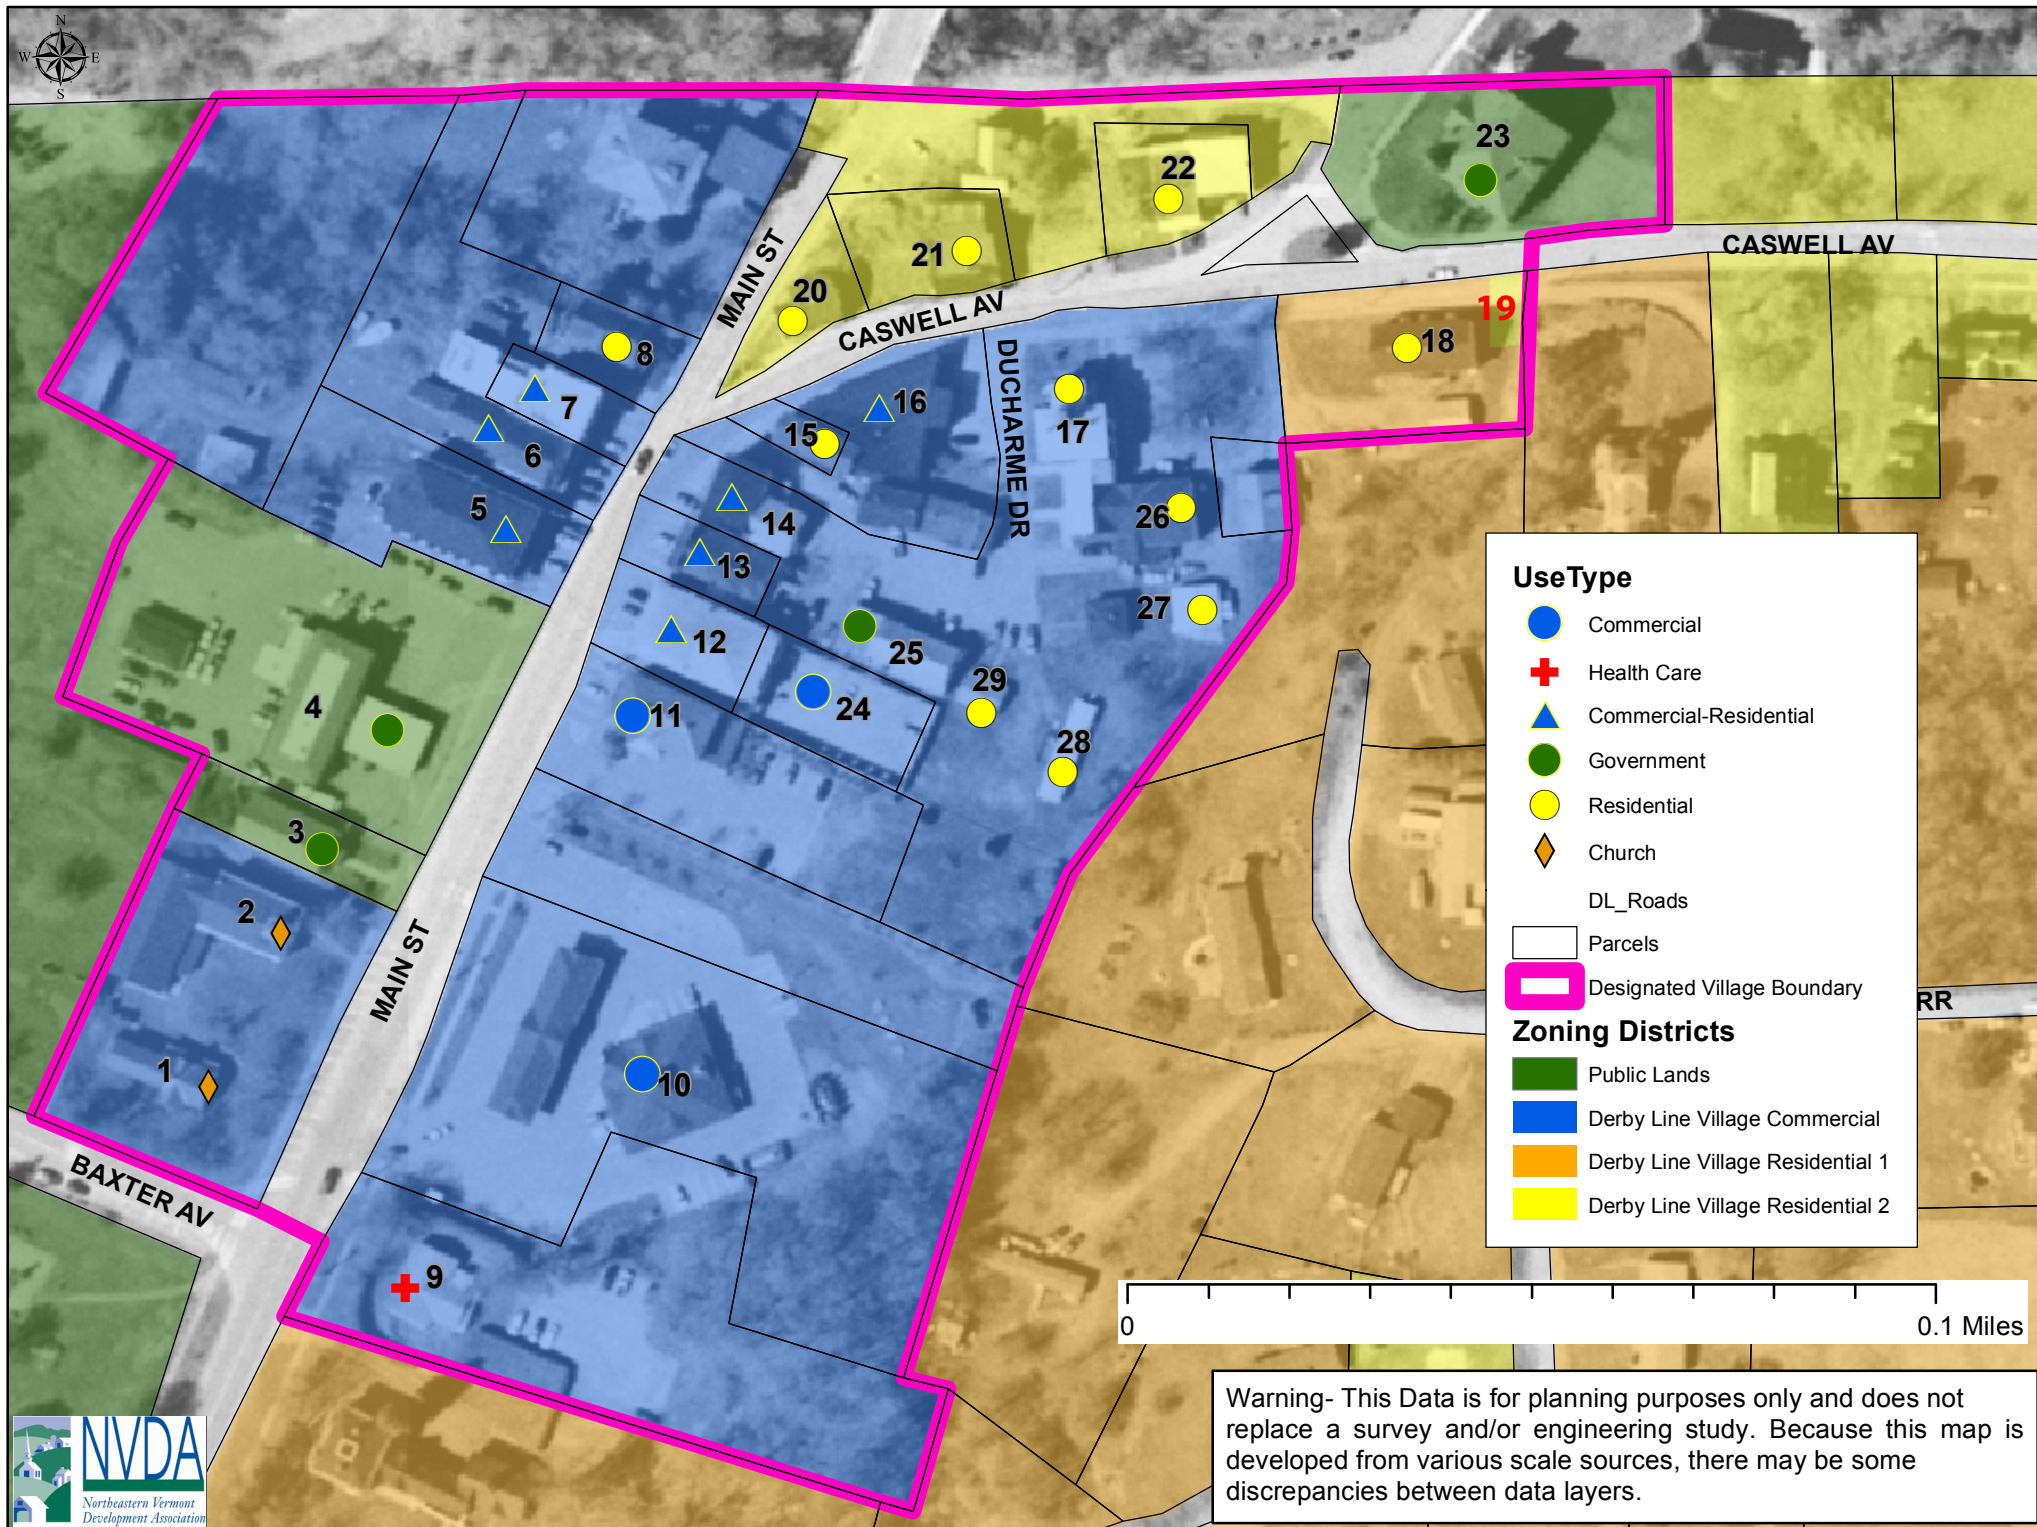 N
W E
S
23
22
CASWELL AV
MAIN ST
21
20
19
CASWELL AV
18
8
DUCHARME DR
7
16
17
15
6
5
14
26
13
UseType
Commercial
27
12
25
Health Care
29
Commercial-Residential
4
11
24
28
Government
Residential
3
Church
2
DL_Roads
Parcels
MAIN ST
Designated Village Boundary
RR
Zoning Districts
1
10
Public Lands
Derby Line Village Commercial
BAXTER AV
Derby Line Village Residential 1
Derby Line Village Residential 2
9
0 0.1 Miles
Warning- This Data is for planning purposes only and does not
replace a survey and/or engineering study. Because this map is
developed from various scale sources, there may be some
discrepancies between data layers.
NVDA
Northeastern Vermont
Development Association